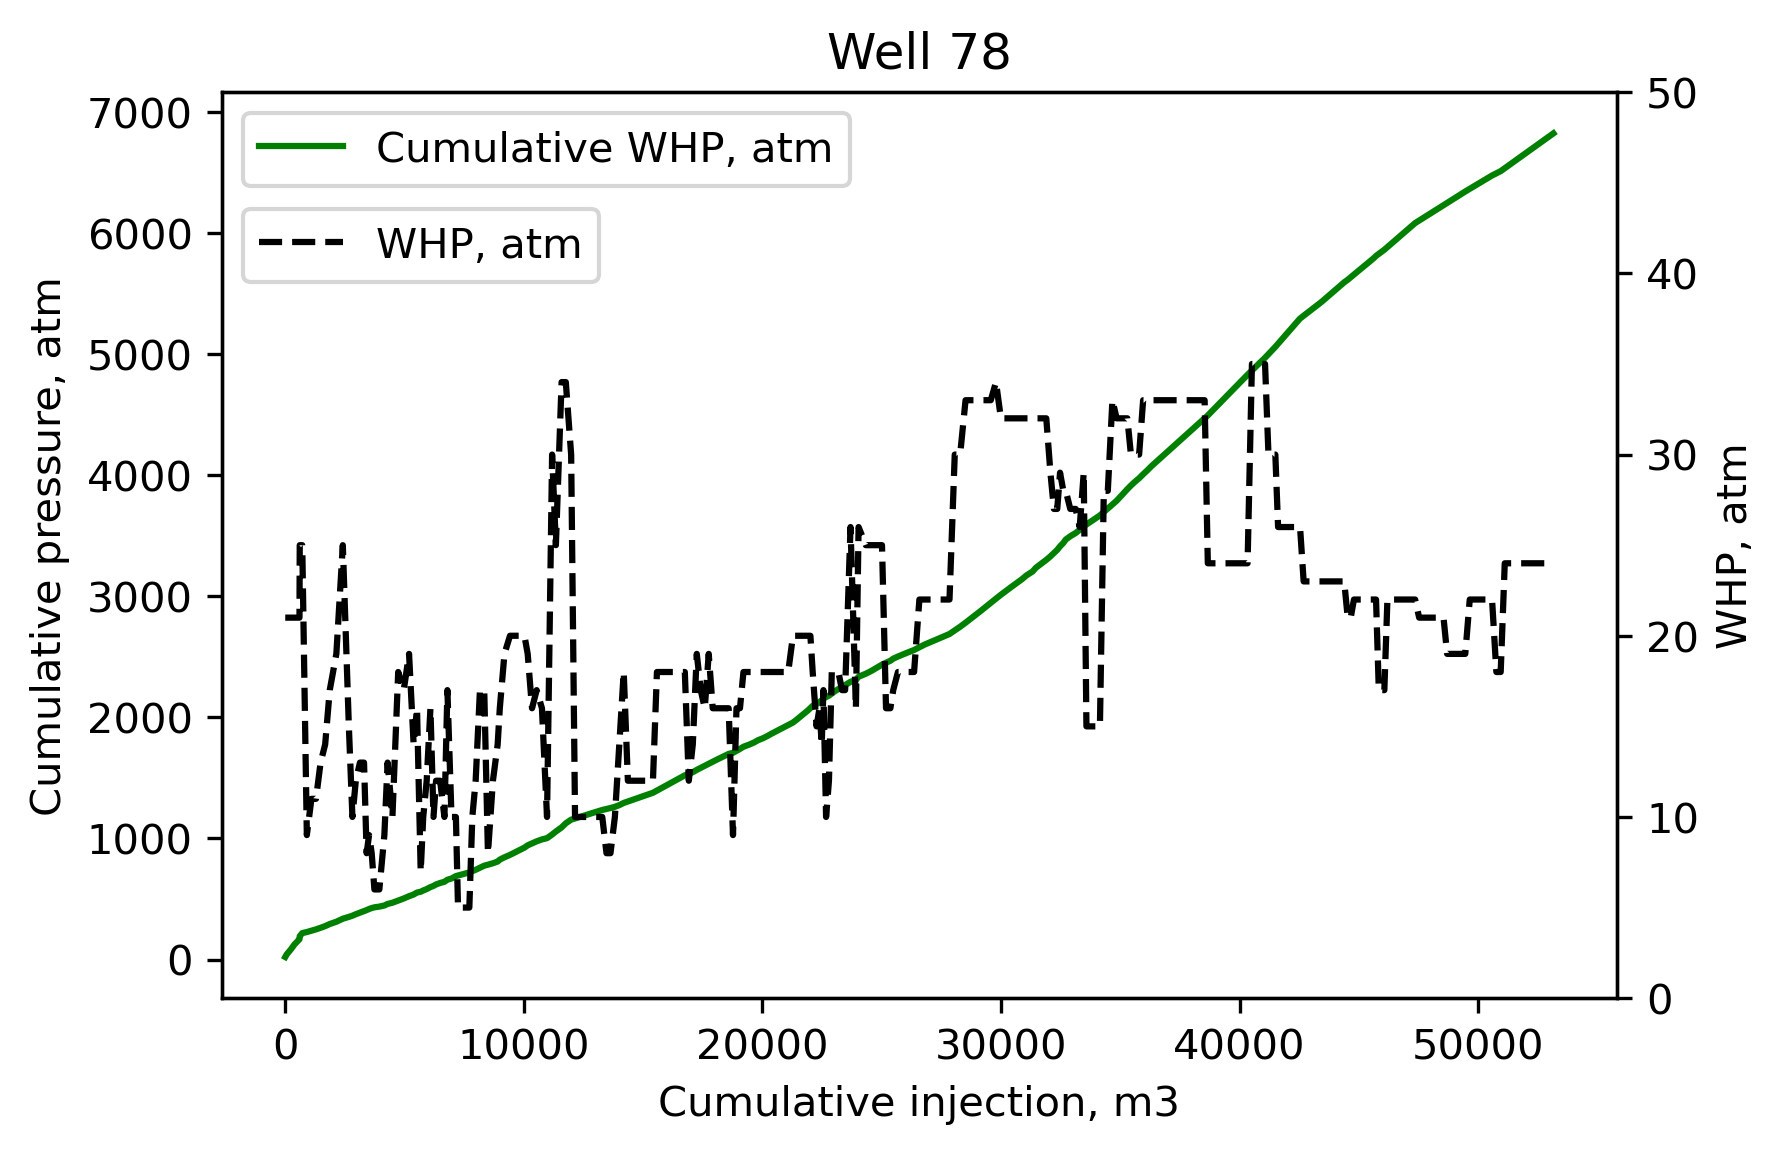 Well 78
Cumulative WHP, atm
WHP, atm
Cumulative pressure, atm
7000
6000
5000
4000
3000
2000
1000
0
50
40
30
20
10
0
WHP, atm
0 10000 20000 30000 40000 50000
Cumulative injection, m3